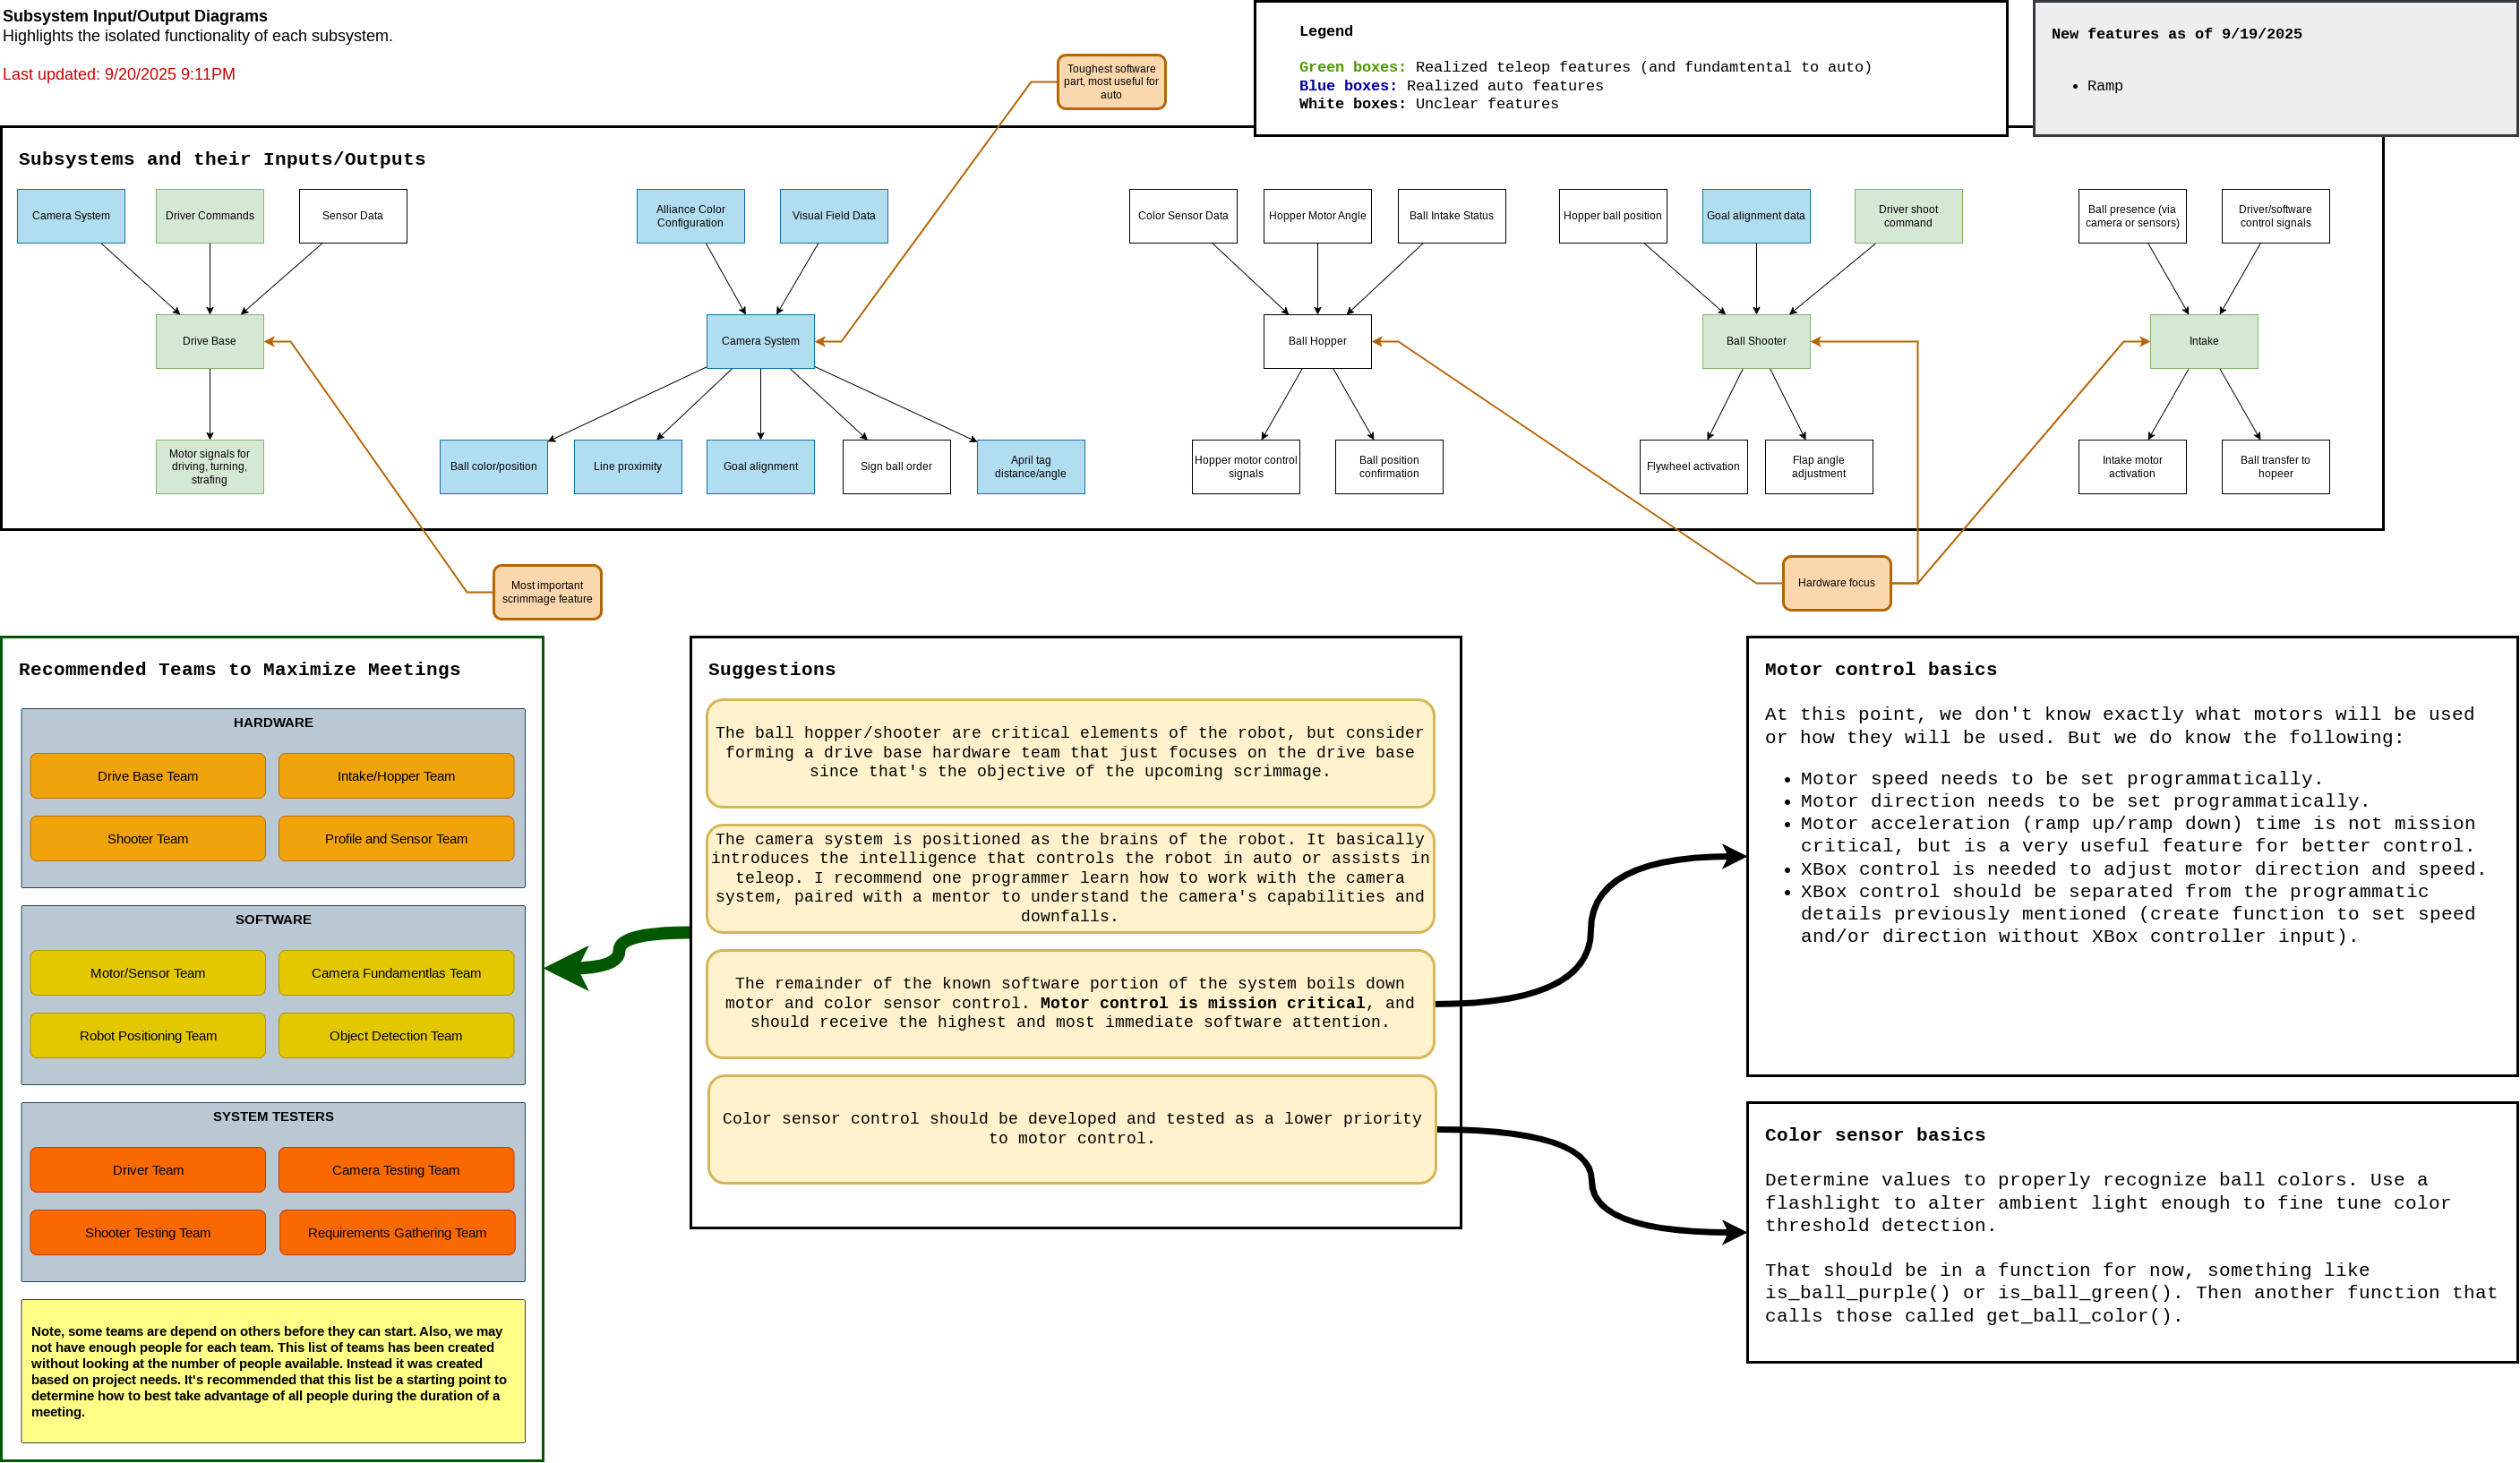 Subsystem Input/Output Diagrams
Highlights the isolated functionality of each subsystem.
Last updated: 9/20/2025 9:11PM
Toughest software
part, most useful for
auto
Legend
Green boxes: Realized teleop features (and fundamtental to auto)
Blue boxes: Realized auto features
White boxes: Unclear features
New features as of 9/19/2025
• Ramp
Subsystems and their Inputs/Outputs
Camera System
Driver Commands
Sensor Data
Drive Base
Motor signals for
driving, turning,
strafing
Alliance Color
Configuration
Visual Field Data
Camera System
Ball color/position
Line proximity
Goal alignment
Sign ball order
April tag
distance/angle
Color Sensor Data
Hopper Motor Angle
Ball Intake Status
Ball Hopper
Hopper motor control
signals
Ball position
confirmation
Hopper ball position
Goal alignment data
Driver shoot
command
Ball Shooter
Flywheel activation
Flap angle
adjustment
Ball presence (via
camera or sensors)
Driver/software
control signals
Intake
Intake motor
activation
Ball transfer to
hopeer
Most important
scrimmage feature
Hardware focus
Recommended Teams to Maximize Meetings
HARDWARE
Drive Base Team
Intake/Hopper Team
Shooter Team
Profile and Sensor Team
SOFTWARE
Motor/Sensor Team
Camera Fundamentlas Team
Robot Positioning Team
Object Detection Team
SYSTEM TESTERS
Driver Team
Camera Testing Team
Shooter Testing Team
Requirements Gathering Team
Note, some teams are depend on others before they can start. Also, we may
not have enough people for each team. This list of teams has been created
without looking at the number of people available. Instead it was created
based on project needs. It's recommended that this list be a starting point to
determine how to best take advantage of all people during the duration of a
meeting.
Suggestions
The ball hopper/shooter are critical elements of the robot, but consider
forming a drive base hardware team that just focuses on the drive base
since that's the objective of the upcoming scrimmage.
The camera system is positioned as the brains of the robot. It basically
introduces the intelligence that controls the robot in auto or assists in
teleop. I recommend one programmer learn how to work with the camera
system, paired with a mentor to understand the camera's capabilities and
downfalls.
The remainder of the known software portion of the system boils down
motor and color sensor control. Motor control is mission critical, and
should receive the highest and most immediate software attention.
Color sensor control should be developed and tested as a lower priority
to motor control.
Motor control basics
At this point, we don't know exactly what motors will be used
or how they will be used. But we do know the following:
• Motor speed needs to be set programatically.
• Motor direction needs to be set programmatically.
• Motor acceleration (ramp up/ramp down) time is not mission
critical, but is a very useful feature for better control.
• XBox control is needed to adjust motor direction and speed.
• XBox control should be separated from the programmatic
details previously mentioned (create function to set speed
and/or direction without XBox controller input).
Color sensor basics
Determine values to properly recognize ball colors. Use a
flashlight to alter ambient light enough to fine tune color
threshold detection.
That should be in a function for now, something like
is_ball_purple() or is_ball_green(). Then another function that
calls those called get_ball_color().